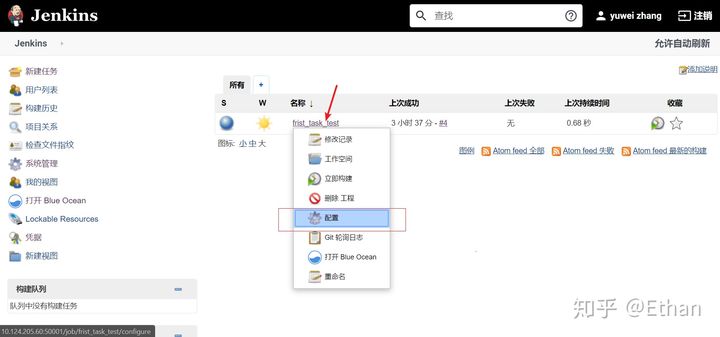 Jenkins
查找
yuwei zhang
注销
Jenkins
允许自动刷新
新建任务
用户列表
构建历史
项目关系
检查文件指纹
系统管理
我的视图
打开 Blue Ocean
Lockable Resources
凭据
新建视图
构建队列
队列中没有构建任务
添加说明
所有 +
S W 名称 ↓ 上次成功 上次失败 上次持续时间 收藏
frist_task_test 3 小时 37 分 - #4 无 0.68 秒
图标: 小 中 大
图例 Atom feed 全部 Atom feed 失败 Atom feed 最新的构建
修改记录
工作空间
立即构建
删除 工程
配置
Git 轮询日志
打开 Blue Ocean
重命名
10.124.205.60:50001/job/frist_task_test/configure
知乎 @Ethan